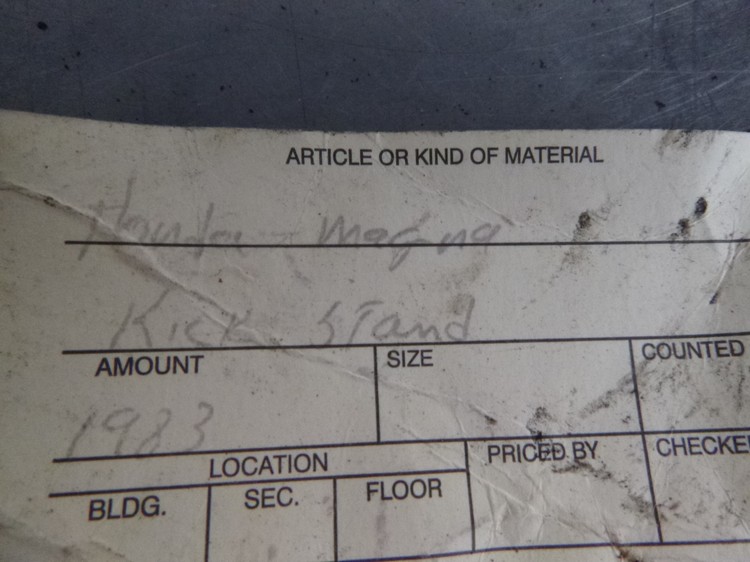 ARTICLE OR KIND OF MATERIAL
Honda - Magna
Kick Stand
AMOUNT SIZE COUNTED
1983
LOCATION PRICED BY CHECKE
BLDG. SEC. FLOOR